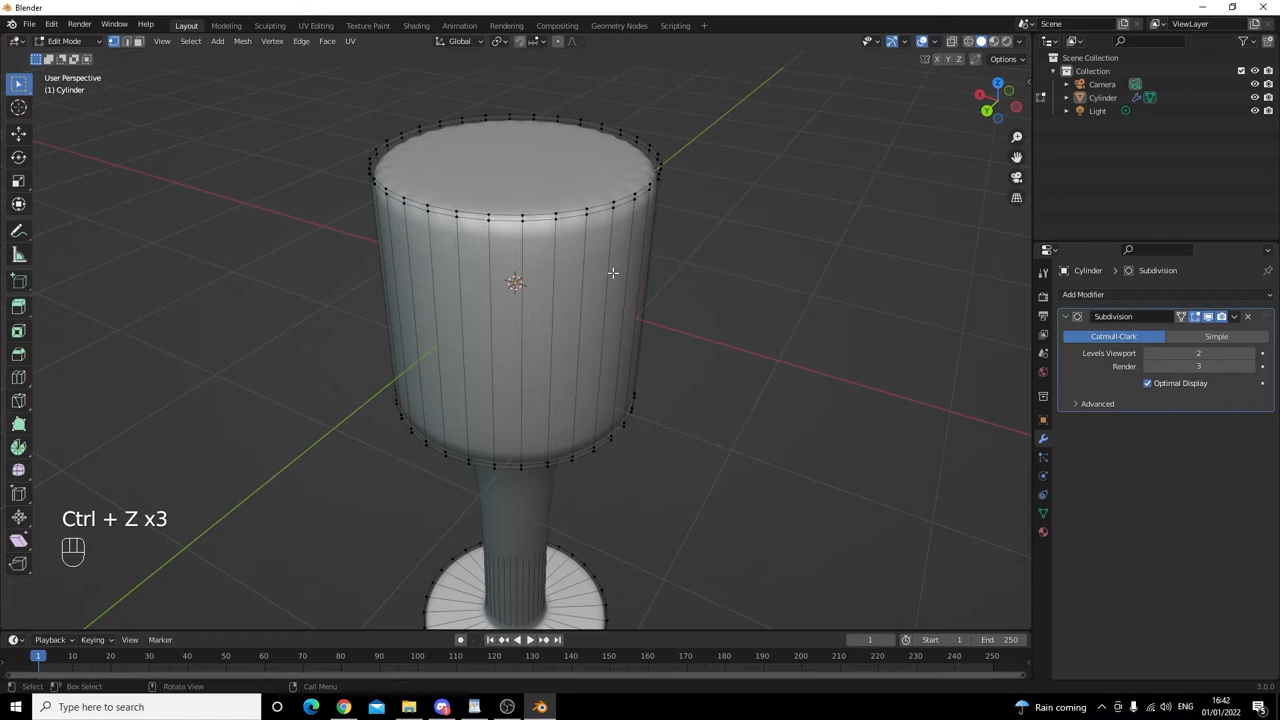 Blender
File Edit Render Window Help Layout Modeling Sculpting UV Editing Texture Paint Shading Animation Rendering Compositing Geometry Nodes Scripting + Scene ViewLayer
Edit Mode View Select Add Mesh Vertex Edge Face UV Global
X Y Z Options
User Perspective
(1) Cylinder
Scene Collection
Collection
Camera
Cylinder
Light
Cylinder > Subdivision
Add Modifier
Subdivision
Catmull-Clark Simple
Levels Viewport 2
Render 3
Optimal Display
Advanced
Ctrl + Z x3
Playback Keying View Marker 1 Start 1 End 250
1 10 20 30 40 50 60 70 80 90 100 110 120 130 140 150 160 170 180 190 200 210 220 230 240 250
Select Box Select Rotate View Call Menu 3.0.0
Type here to search Rain coming ENG 16:42
01/01/2022